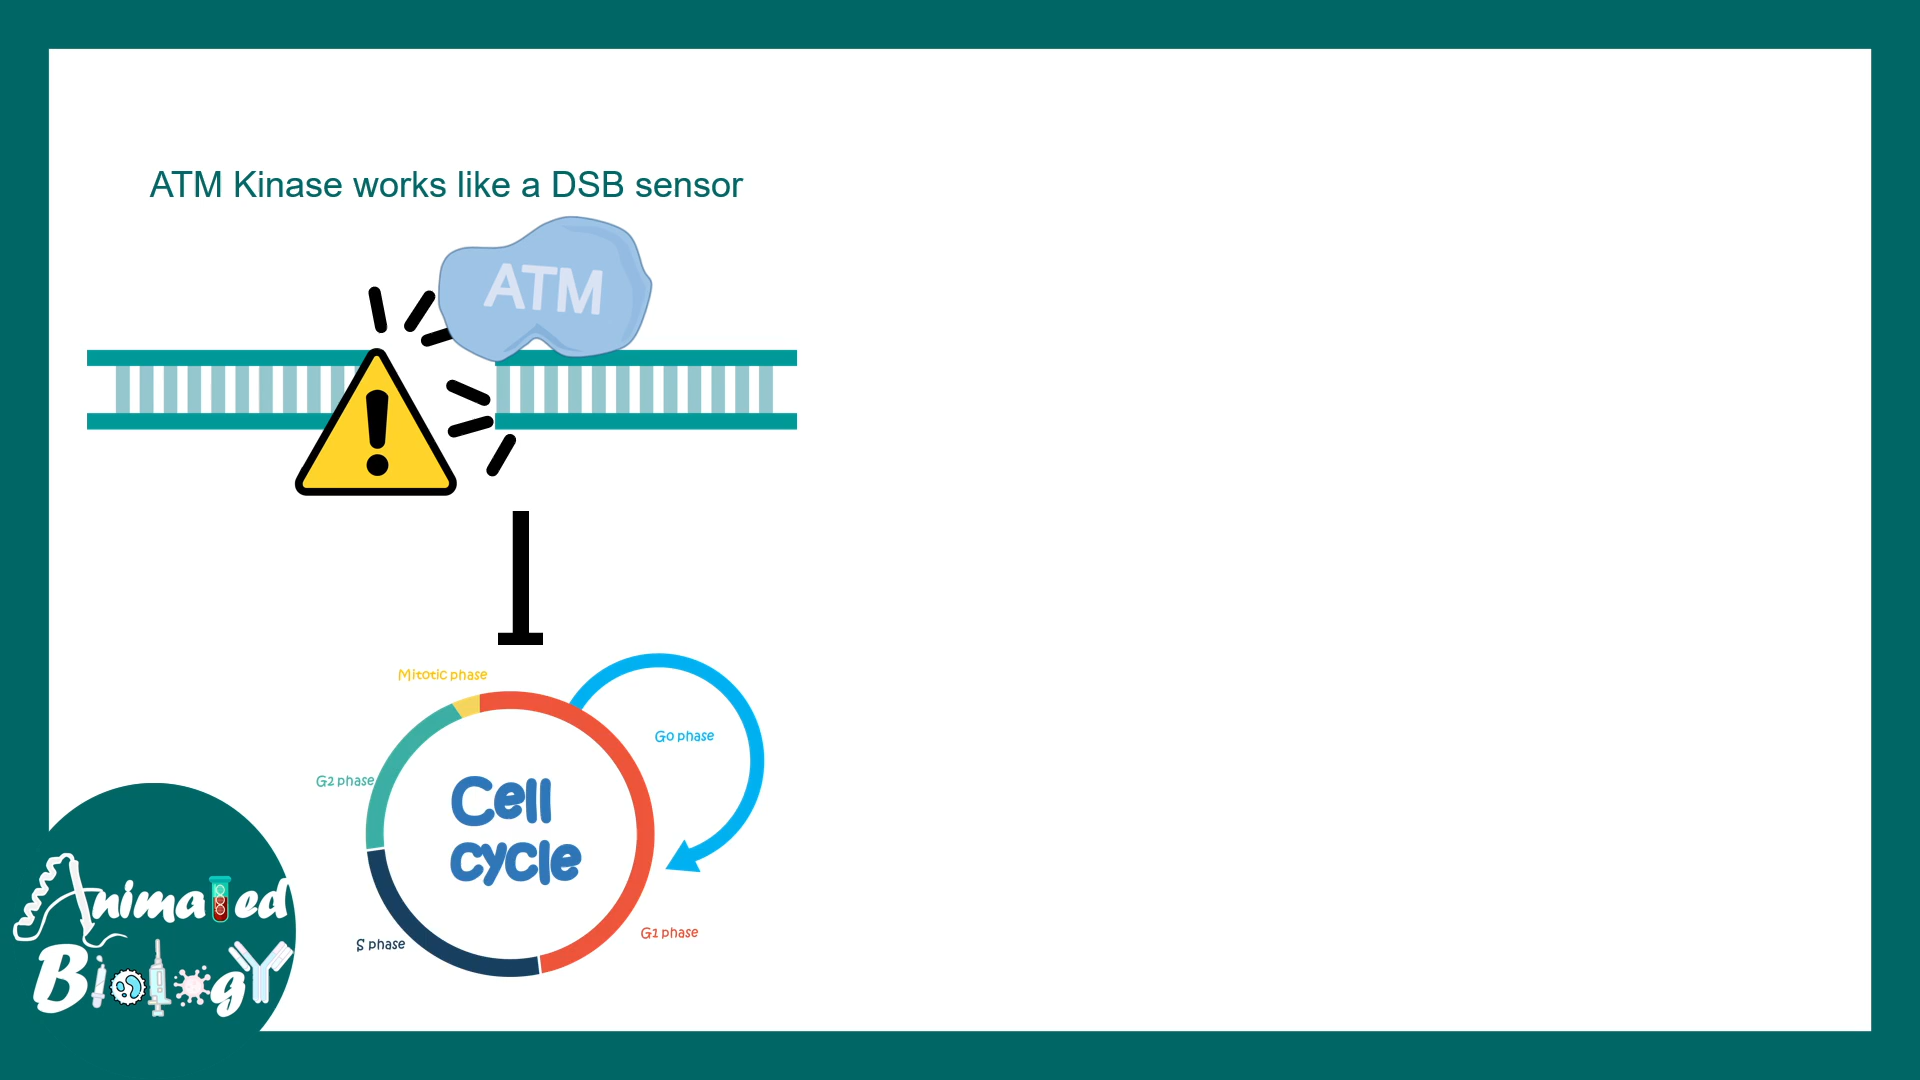 ATM Kinase works like a DSB sensor
ATM
Mitotic phase
Go phase
G2 phase
Cell
cycle
S phase
G1 phase
Animated
Biology